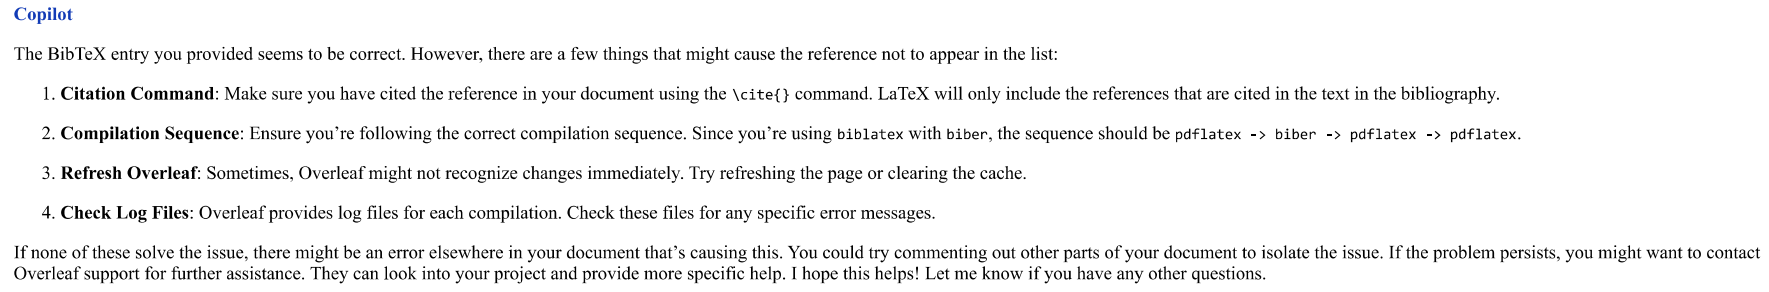 Copilot
The BibTeX entry you provided seems to be correct. However, there are a few things that might cause the reference not to appear in the list:
1. Citation Command: Make sure you have cited the reference in your document using the \cite{} command. LaTeX will only include the references that are cited in the text in the bibliography.
2. Compilation Sequence: Ensure you’re following the correct compilation sequence. Since you’re using biblatex with biber, the sequence should be pdflatex -> biber -> pdflatex -> pdflatex.
3. Refresh Overleaf: Sometimes, Overleaf might not recognize changes immediately. Try refreshing the page or clearing the cache.
4. Check Log Files: Overleaf provides log files for each compilation. Check these files for any specific error messages.
If none of these solve the issue, there might be an error elsewhere in your document that’s causing this. You could try commenting out other parts of your document to isolate the issue. If the problem persists, you might want to contact
Overleaf support for further assistance. They can look into your project and provide more specific help. I hope this helps! Let me know if you have any other questions.